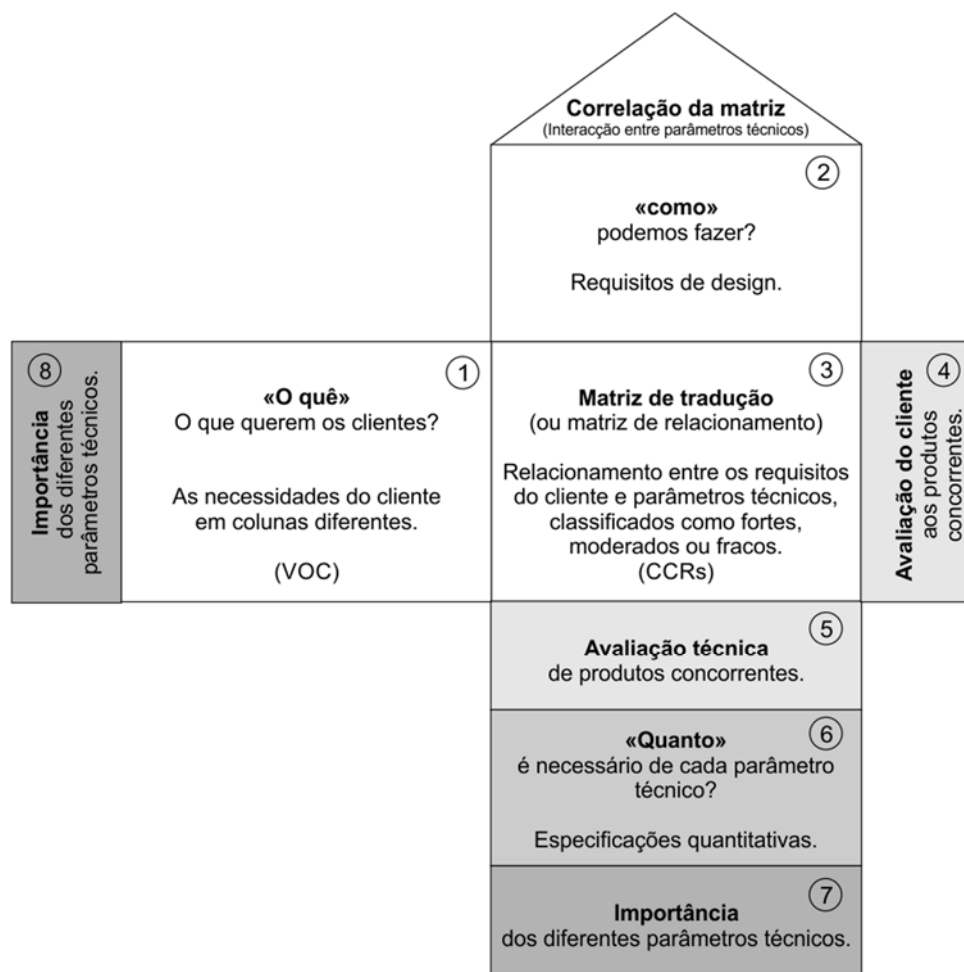 Correlação da matriz
(Interacção entre parâmetros técnicos)
2
«como»
podemos fazer?
Requisitos de design.
8
Importância
dos diferentes
parâmetros técnicos.
1
«O quê»
O que querem os clientes?
As necessidades do cliente
em colunas diferentes.
(VOC)
3
Matriz de tradução
(ou matriz de relacionamento)
Relacionamento entre os requisitos
do cliente e parâmetros técnicos,
classificados como fortes,
moderados ou fracos.
(CCRs)
4
Avaliação do cliente
aos produtos
concorrentes.
5
Avaliação técnica
de produtos concorrentes.
6
«Quanto»
é necessário de cada parâmetro
técnico?
Especificações quantitativas.
7
Importância
dos diferentes parâmetros técnicos.